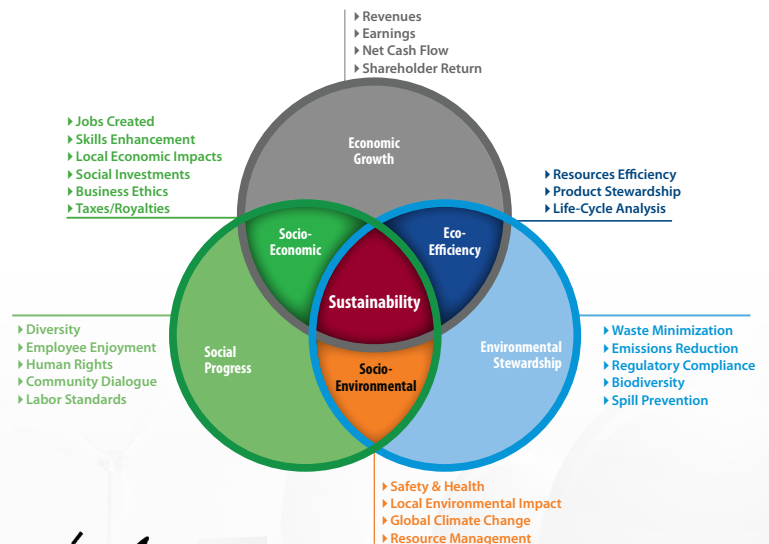 Revenues
Earnings
Net Cash Flow
Shareholder Return
Jobs Created
Skills Enhancement
Local Economic Impacts
Social Investments
Business Ethics
Taxes/Royalties
Economic
Growth
Resources Efficiency
Product Stewardship
Life-Cycle Analysis
Socio-
Economic
Eco-
Efficiency
Sustainability
Diversity
Employee Enjoyment
Human Rights
Community Dialogue
Labor Standards
Social
Progress
Environmental
Stewardship
Waste Minimization
Emissions Reduction
Regulatory Compliance
Biodiversity
Spill Prevention
Socio-
Environmental
Safety & Health
Local Environmental Impact
Global Climate Change
Resource Management